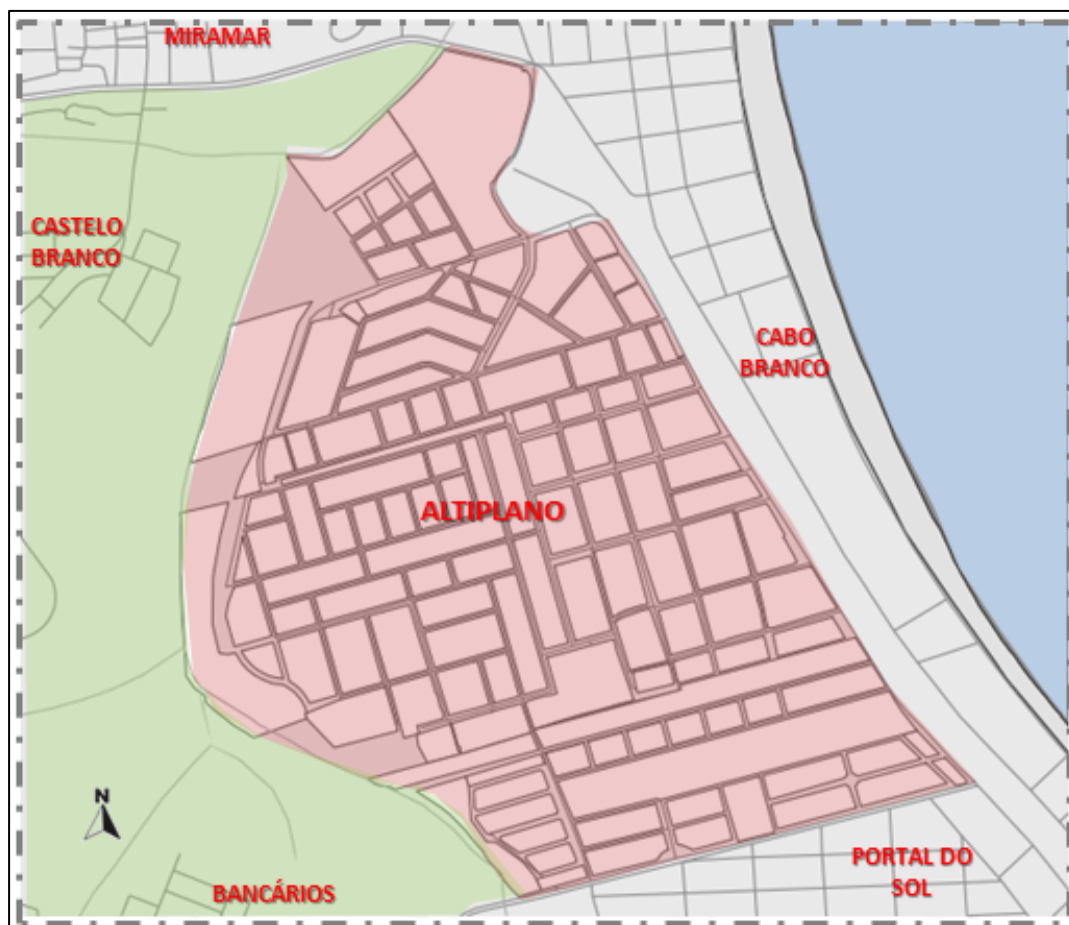 MIRAMAR
CASTELO
BRANCO
CABO
BRANCO
ALTIPLANO
N
PORTAL DO
SOL
BANCÁRIOS